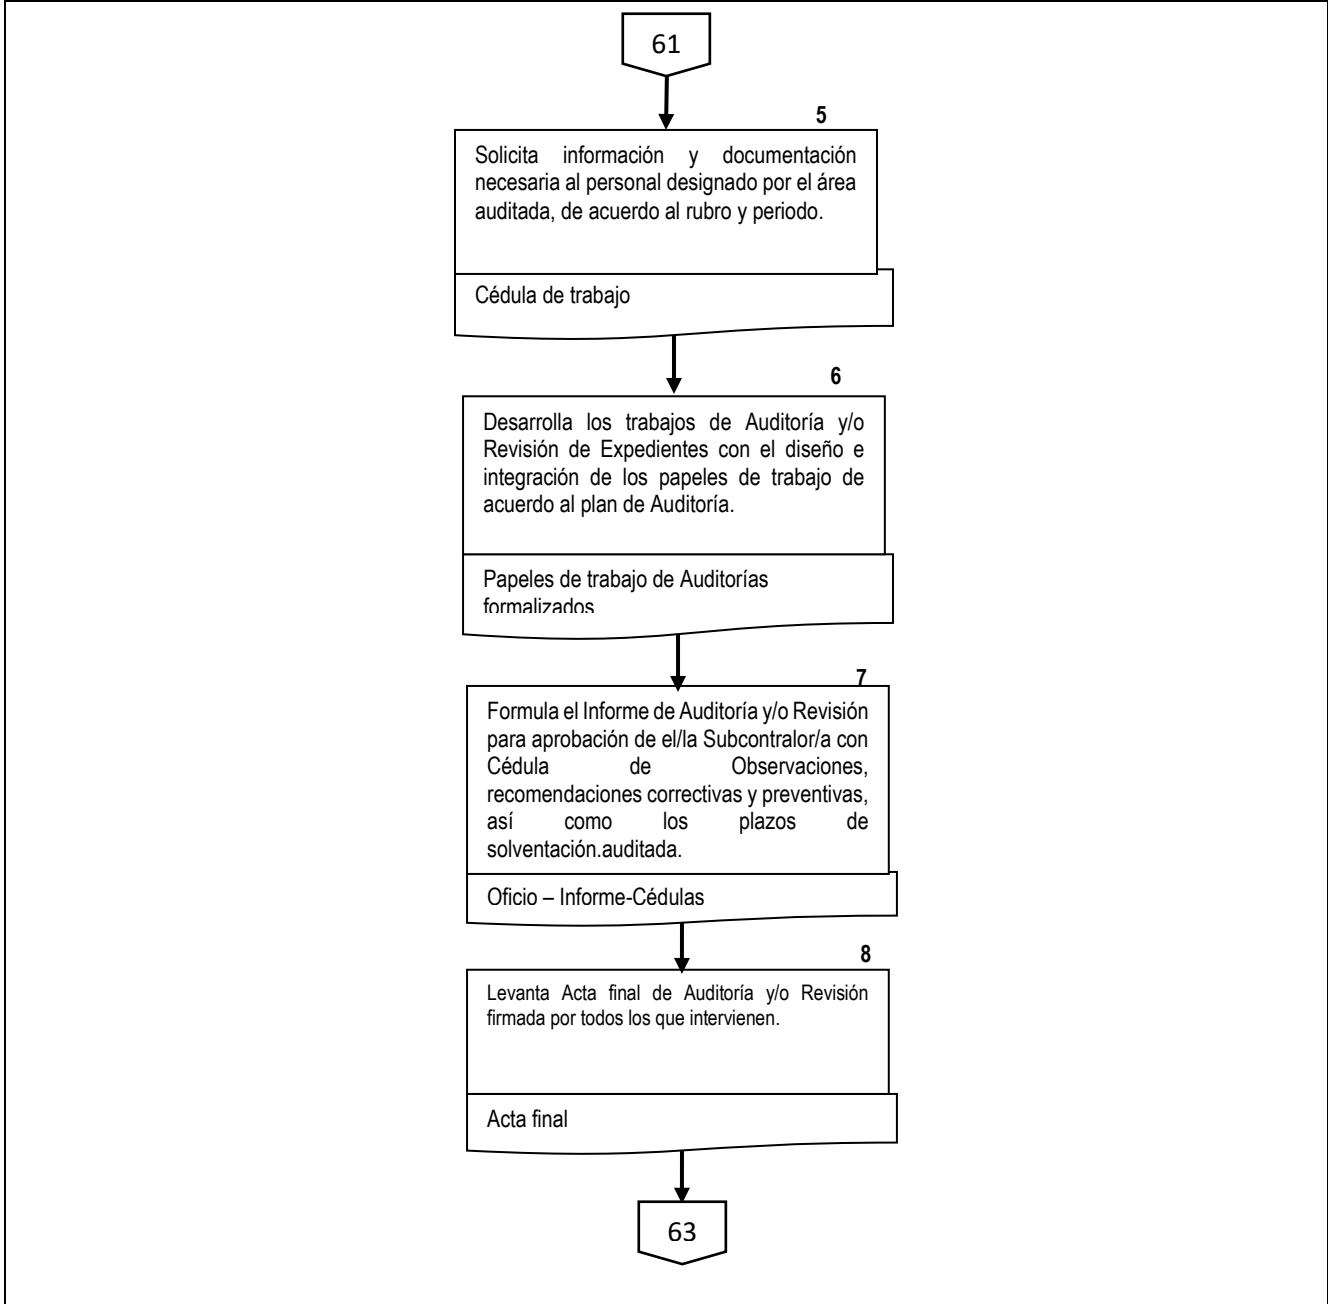 61
5
Solicita información y documentación
necesaria al personal designado por el área
auditada, de acuerdo al rubro y periodo.
Cédula de trabajo
6
Desarrolla los trabajos de Auditoría y/o
Revisión de Expedientes con el diseño e
integración de los papeles de trabajo de
acuerdo al plan de Auditoría.
Papeles de trabajo de Auditorías
formalizados
7
Formula el Informe de Auditoría y/o Revisión
para aprobación de el/la Subcontralor/a con
Cédula de Observaciones,
recomendaciones correctivas y preventivas,
así como los plazos de
solventación.auditada.
Oficio – Informe-Cédulas
8
Levanta Acta final de Auditoría y/o Revisión
firmada por todos los que intervienen.
Acta final
63